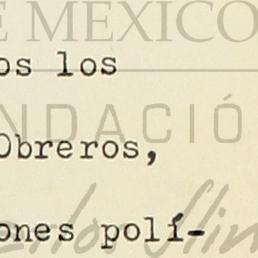 E MEXICO
os los
NDACIÓ
Obreros,
ones polí-